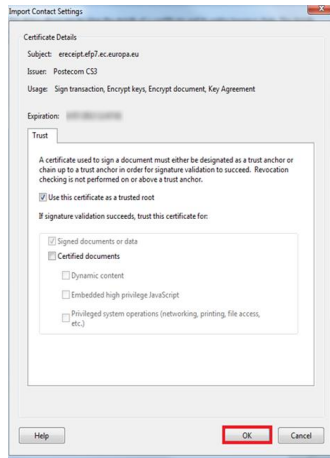 Import Contact Settings
Certificate Details
Subject: ereceipt.efp7.ec.europa.eu
Issuer: Postecom CS3
Usage: Sign transaction, Encrypt keys, Encrypt document, Key Agreement
Expiration:
Trust
A certificate used to sign a document must either be designated as a trust anchor or
chain up to a trust anchor in order for signature validation to succeed. Revocation
checking is not performed on or above a trust anchor.
Use this certificate as a trusted root
If signature validation succeeds, trust this certificate for:
Signed documents or data
Certified documents
Dynamic content
Embedded high privilege JavaScript
Privileged system operations (networking, printing, file access,
etc.)
Help OK Cancel